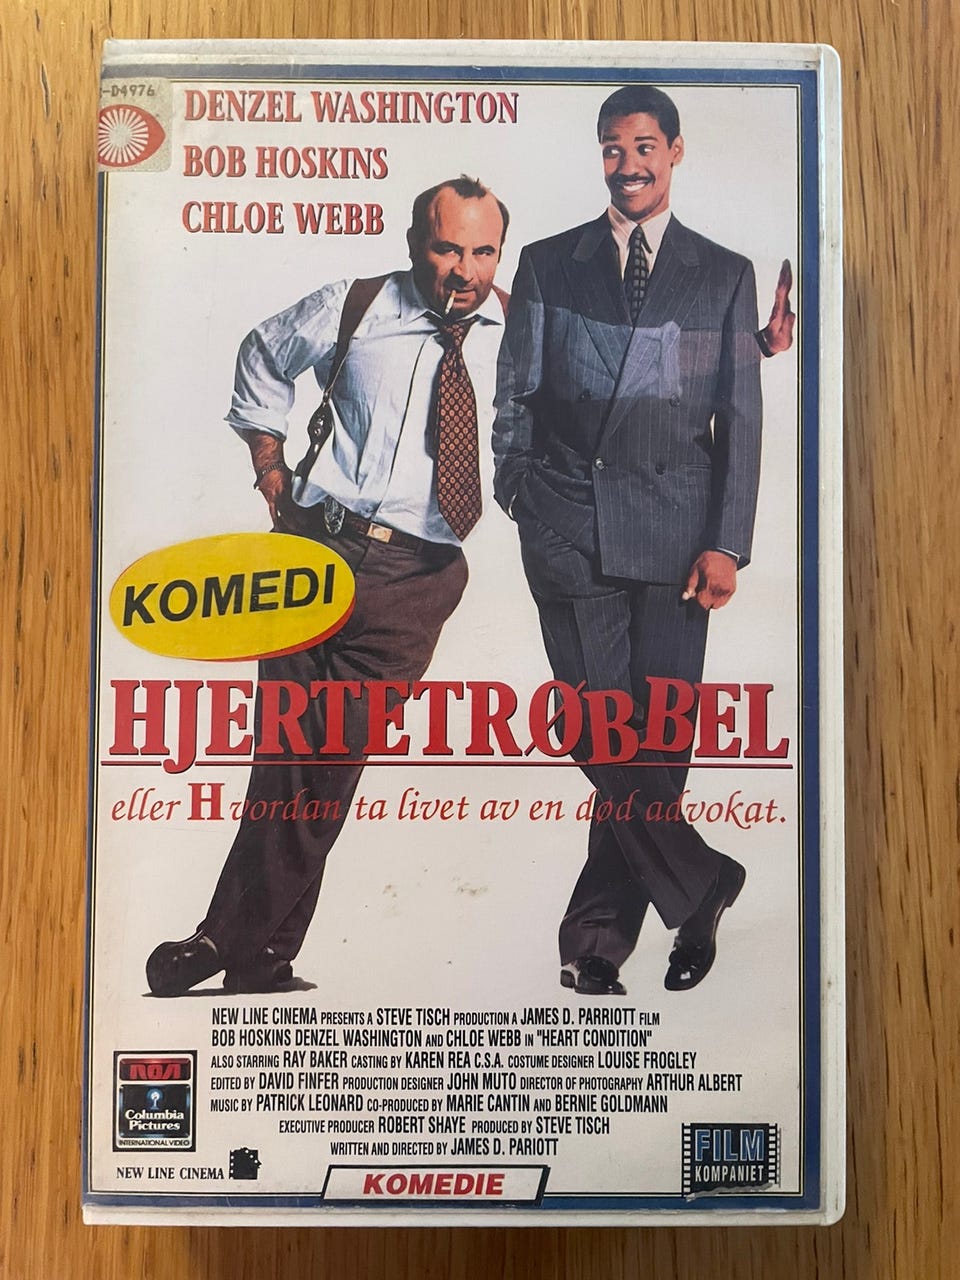 -D4976
DENZEL WASHINGTON
BOB HOSKINS
CHLOE WEBB
KOMEDI
HJERTETRØBBEL
eller Hvordan ta livet av en død advokat.
NEW LINE CINEMA PRESENTS A STEVE TISCH PRODUCTION A JAMES D. PARRIOTT FILM
BOB HOSKINS DENZEL WASHINGTON AND CHLOE WEBB IN "HEART CONDITION"
ALSO STARRING RAY BAKER CASTING BY KAREN REA C.S.A. COSTUME DESIGNER LOUISE FROGLEY
EDITED BY DAVID FINFER PRODUCTION DESIGNER JOHN MUTO DIRECTOR OF PHOTOGRAPHY ARTHUR ALBERT
MUSIC BY PATRICK LEONARD CO-PRODUCED BY MARIE CANTIN AND BERNIE GOLDMANN
EXECUTIVE PRODUCER ROBERT SHAYE PRODUCED BY STEVE TISCH
WRITTEN AND DIRECTED BY JAMES D. PARIOTT
RCA
Columbia
Pictures
INTERNATIONAL VIDEO
NEW LINE CINEMA
KOMEDIE
FILM
KOMPANIET